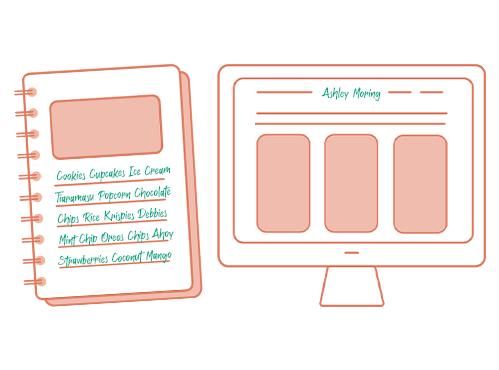 Cookies Cupcakes Ice Cream
Tiaramasu Popcorn Chocolate
Chips Rice Krispies Debbies
Mint Chip Oreos Chips Ahoy
Strawberries Coconut Mango
Ashley Moring